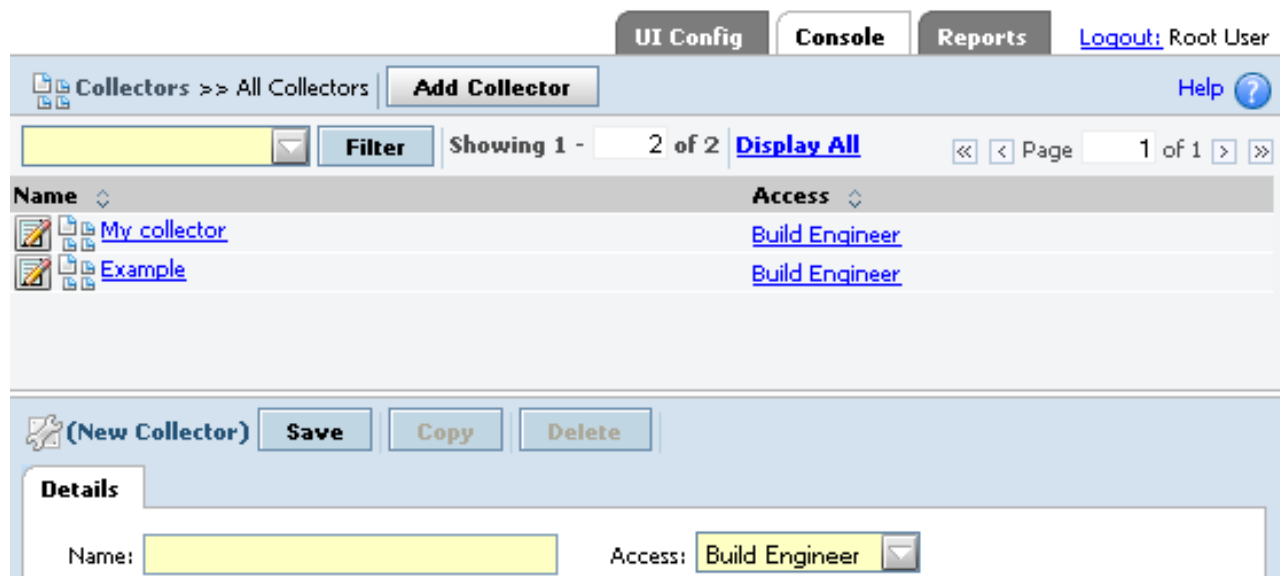 UI Config Console Reports Logout: Root User
Collectors >> All Collectors Add Collector Help ?
Filter Showing 1 - 2 of 2 Display All << < Page 1 of 1 > >>
Name Access
My collector Build Engineer
Example Build Engineer
(New Collector) Save Copy Delete
Details
Name: Access: Build Engineer